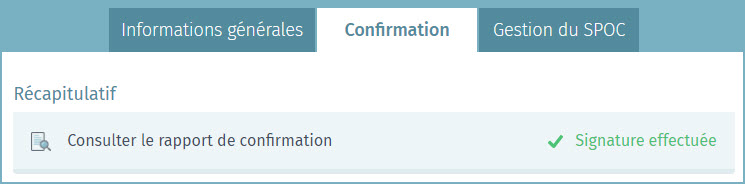 Informations générales Confirmation Gestion du SPOC
Récapitulatif
Consulter le rapport de confirmation Signature effectuée